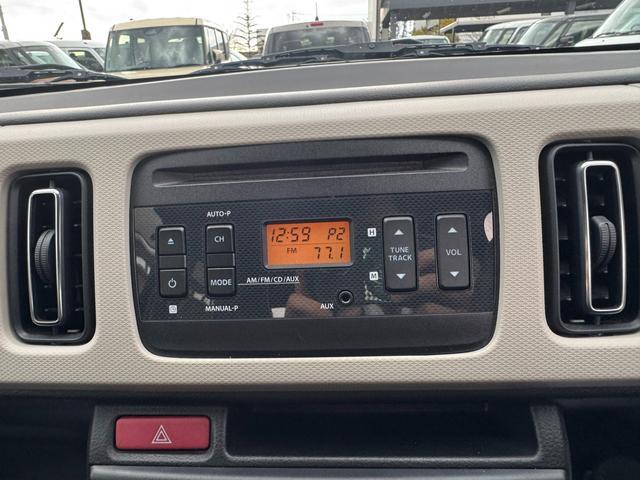 AUTO-P
CH
MODE
MANUAL-P
12:59 P2
FM 77.1
AM/FM/CD/AUX
AUX
H
M
TUNE
TRACK
VOL